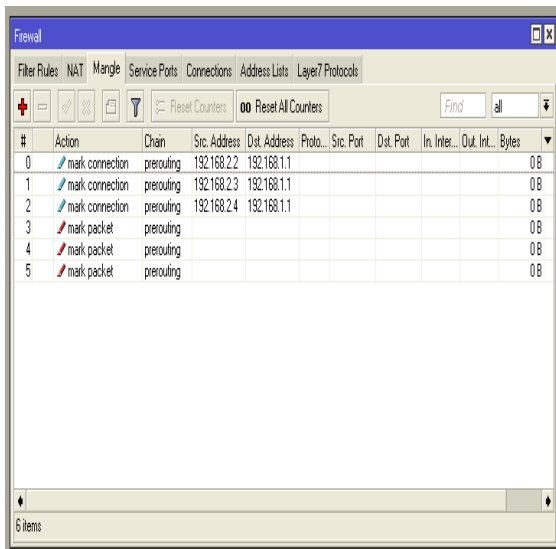 Firewall
Filter Rules NAT Mangle Service Ports Connections Address Lists Layer7 Protocols
Reset Counters 00 Reset All Counters Find all
# Action Chain Src. Address Dst. Address Proto... Src. Port Dst. Port In. Inter... Out. Int... Bytes
0 mark connection prerouting 192.168.2.2 192.168.1.1 0 B
1 mark connection prerouting 192.168.2.3 192.168.1.1 0 B
2 mark connection prerouting 192.168.2.4 192.168.1.1 0 B
3 mark packet prerouting 0 B
4 mark packet prerouting 0 B
5 mark packet prerouting 0 B
6 items